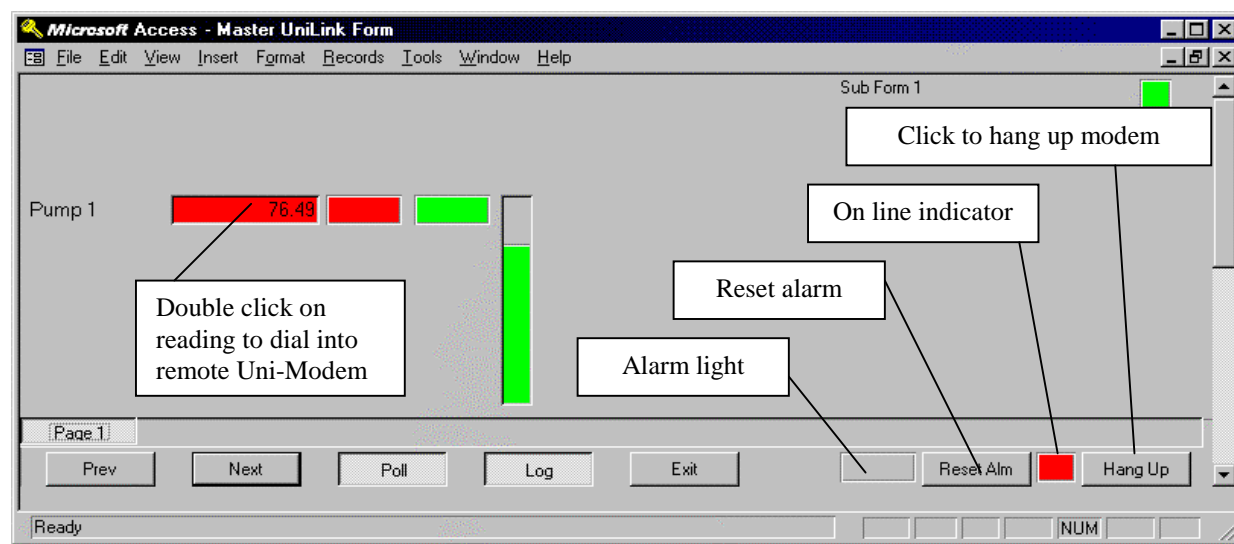 Microsoft Access - Master UniLink Form
File Edit View Insert Format Records Tools Window Help
Sub Form 1
Click to hang up modem
Pump 1 76.49
On line indicator
Double click on
reading to dial into
remote Uni-Modem
Reset alarm
Alarm light
Page 1
Prev Next Poll Log Exit Reset Alm Hang Up
Ready NUM